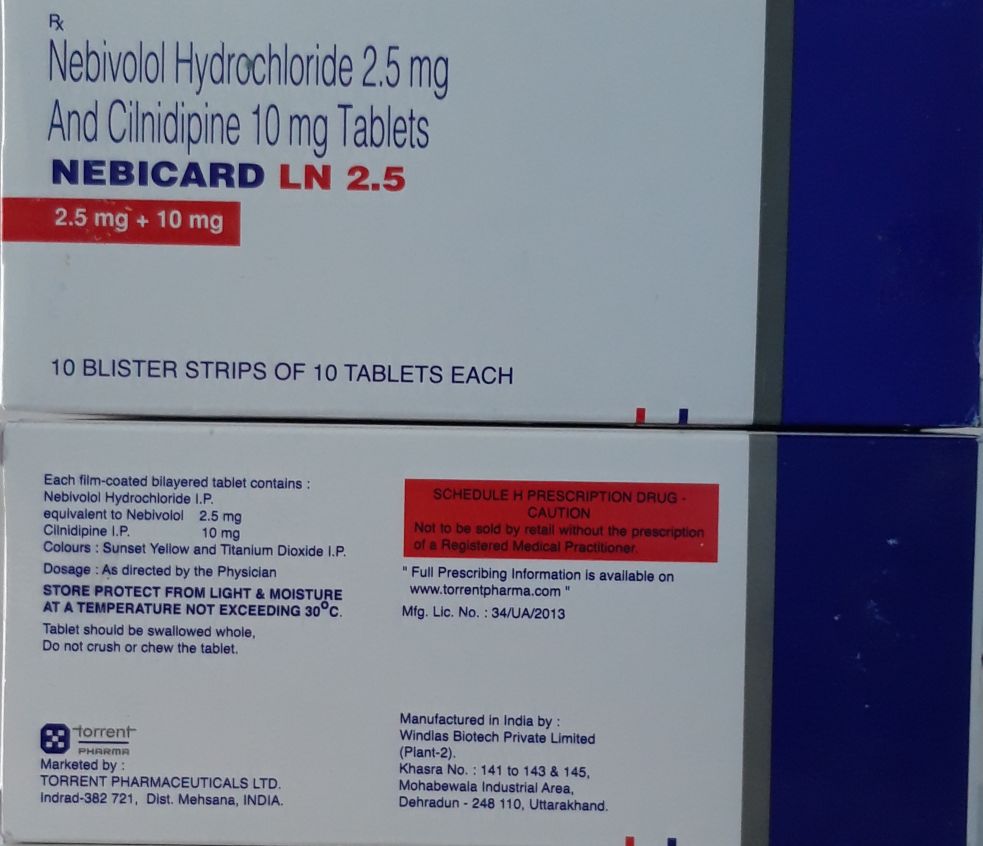 Rx
Nebivolol Hydrochloride 2.5 mg
And Cilnidipine 10 mg Tablets
NEBICARD LN 2.5
2.5 mg + 10 mg
10 BLISTER STRIPS OF 10 TABLETS EACH
Each film-coated bilayered tablet contains :
Nebivolol Hydrochloride I.P.
equivalent to Nebivolol 2.5 mg
Cilnidipine I.P. 10 mg
Colours : Sunset Yellow and Titanium Dioxide I.P.
Dosage : As directed by the Physician
STORE PROTECT FROM LIGHT & MOISTURE
AT A TEMPERATURE NOT EXCEEDING 30°C.
Tablet should be swallowed whole,
Do not crush or chew the tablet.
torrent
PHARMA
Marketed by :
TORRENT PHARMACEUTICALS LTD.
Indrad-382 721, Dist. Mehsana, INDIA.
SCHEDULE H PRESCRIPTION DRUG -
CAUTION
Not to be sold by retail without the prescription
of a Registered Medical Practitioner.
" Full Prescribing Information is available on
www.torrentpharma.com "
Mfg. Lic. No. : 34/UA/2013
Manufactured in India by :
Windlas Biotech Private Limited
(Plant-2).
Khasra No. : 141 to 143 & 145,
Mohabewala Industrial Area,
Dehradun - 248 110, Uttarakhand.